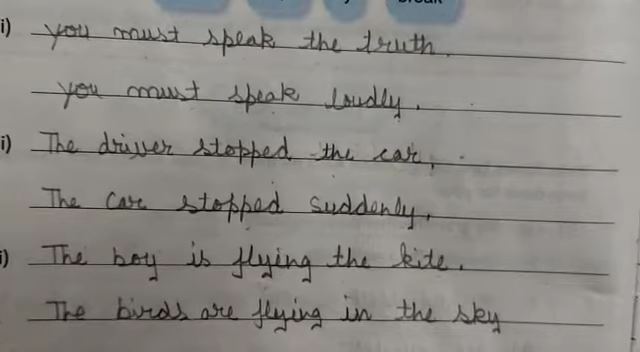 break
i) you must speak the truth.
you must speak loudly.
i) The driver stopped the car.
The car stopped suddenly.
i) The boy is flying the kite.
The birds are flying in the sky